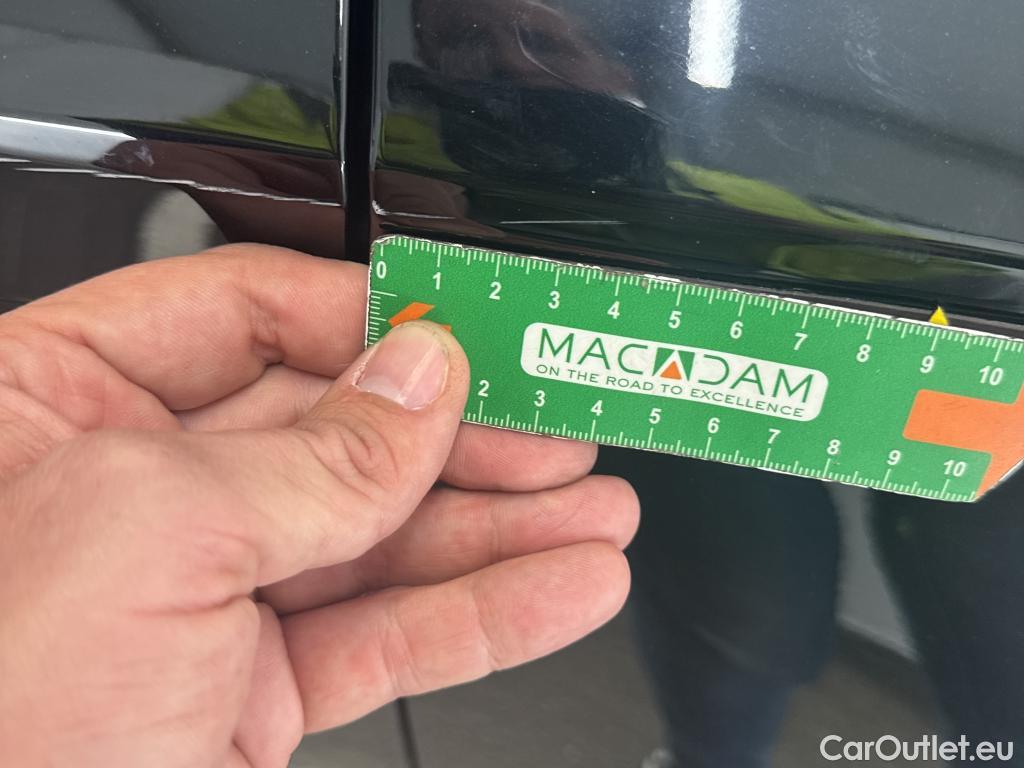 0 1 2 3 4 5 6 7 8 9 10
MACADAM
ON THE ROAD TO EXCELLENCE
2 3 4 5 6 7 8 9 10
CarOutlet.eu